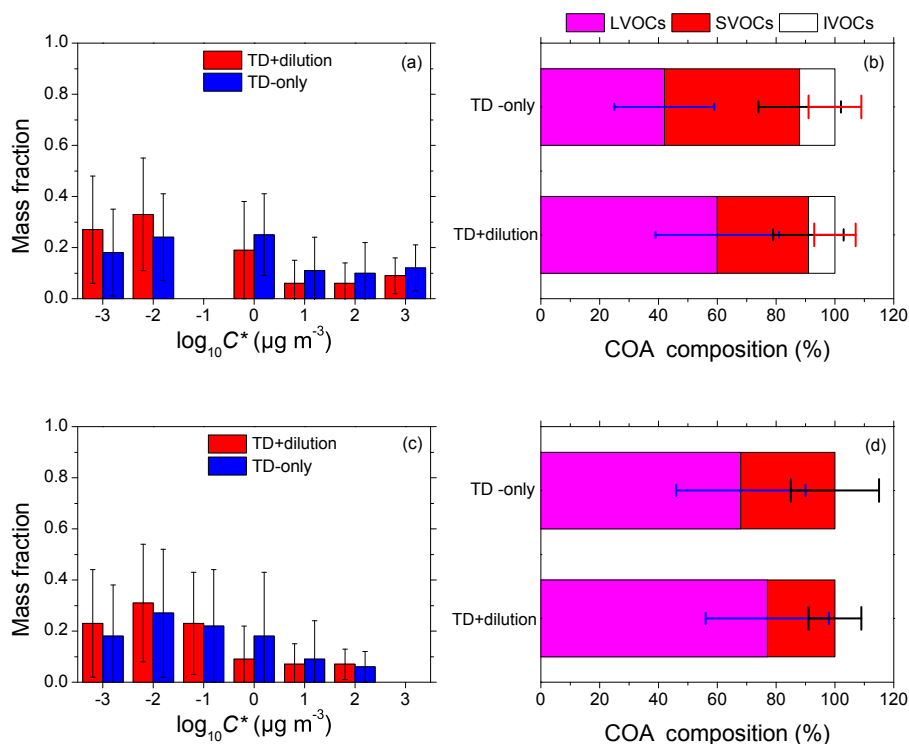 LVOCs SVOCs IVOCs
1.0
0.8
0.6
0.4
0.2
0.0
Mass fraction
TD+dilution
TD-only
(a)
-3 -2 -1 0 1 2 3
log₁₀C* (µg m⁻³)
(b)
TD -only
TD+dilution
0 20 40 60 80 100 120
COA composition (%)
1.0
0.8
0.6
0.4
0.2
0.0
Mass fraction
TD+dilution
TD-only
(c)
-3 -2 -1 0 1 2 3
log₁₀C* (µg m⁻³)
(d)
TD -only
TD+dilution
0 20 40 60 80 100 120
COA composition (%)